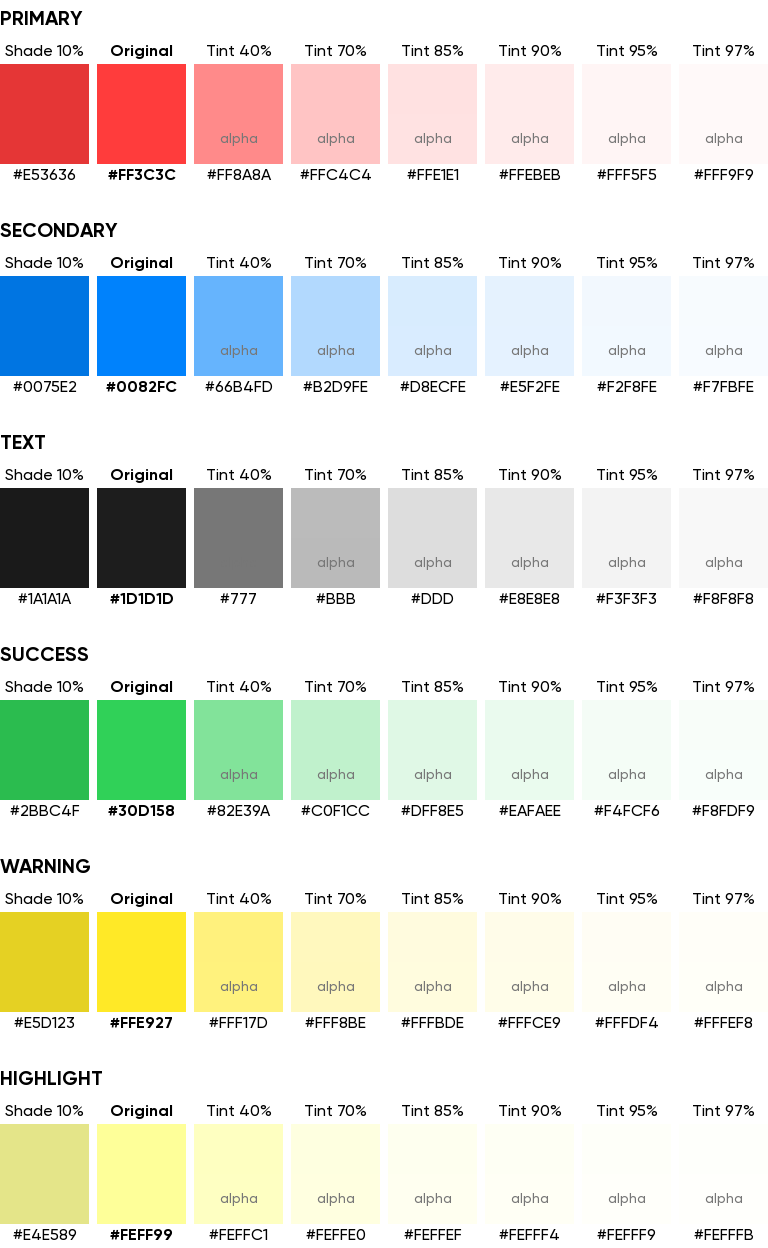 PRIMARY
Shade 10% Original Tint 40% Tint 70% Tint 85% Tint 90% Tint 95% Tint 97%
alpha alpha alpha alpha alpha alpha
#E53636 #FF3C3C #FF8A8A #FFC4C4 #FFE1E1 #FFEBEB #FFF5F5 #FFF9F9
SECONDARY
Shade 10% Original Tint 40% Tint 70% Tint 85% Tint 90% Tint 95% Tint 97%
alpha alpha alpha alpha alpha alpha
#0075E2 #0082FC #66B4FD #B2D9FE #D8ECFE #E5F2FE #F2F8FE #F7FBFE
TEXT
Shade 10% Original Tint 40% Tint 70% Tint 85% Tint 90% Tint 95% Tint 97%
alpha alpha alpha alpha alpha
#1A1A1A #1D1D1D #777 #BBB #DDD #E8E8E8 #F3F3F3 #F8F8F8
SUCCESS
Shade 10% Original Tint 40% Tint 70% Tint 85% Tint 90% Tint 95% Tint 97%
alpha alpha alpha alpha alpha alpha
#2BBC4F #30D158 #82E39A #C0F1CC #DFF8E5 #EAFAEE #F4FCF6 #F8FDF9
WARNING
Shade 10% Original Tint 40% Tint 70% Tint 85% Tint 90% Tint 95% Tint 97%
alpha alpha alpha alpha alpha alpha
#E5D123 #FFE927 #FFF17D #FFF8BE #FFFBDE #FFFCE9 #FFFDF4 #FFFEF8
HIGHLIGHT
Shade 10% Original Tint 40% Tint 70% Tint 85% Tint 90% Tint 95% Tint 97%
alpha alpha alpha alpha alpha alpha
#E4E589 #FEFF99 #FEFFC1 #FEFFE0 #FEFFEF #FEFFF4 #FEFFF9 #FEFFFB